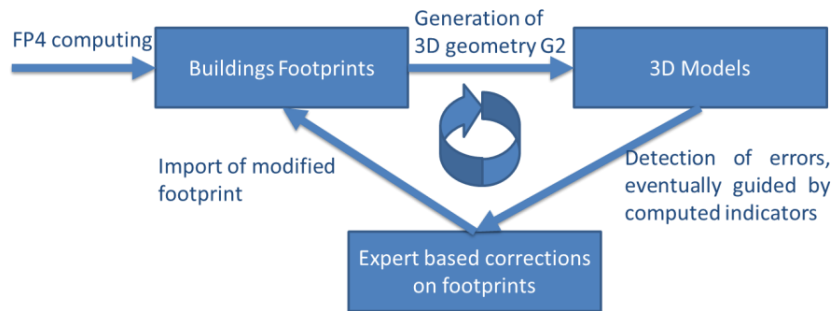 FP4 computing
Buildings Footprints
Generation of
3D geometry G2
3D Models
Import of modified
footprint
Detection of errors,
eventually guided by
computed indicators
Expert based corrections
on footprints